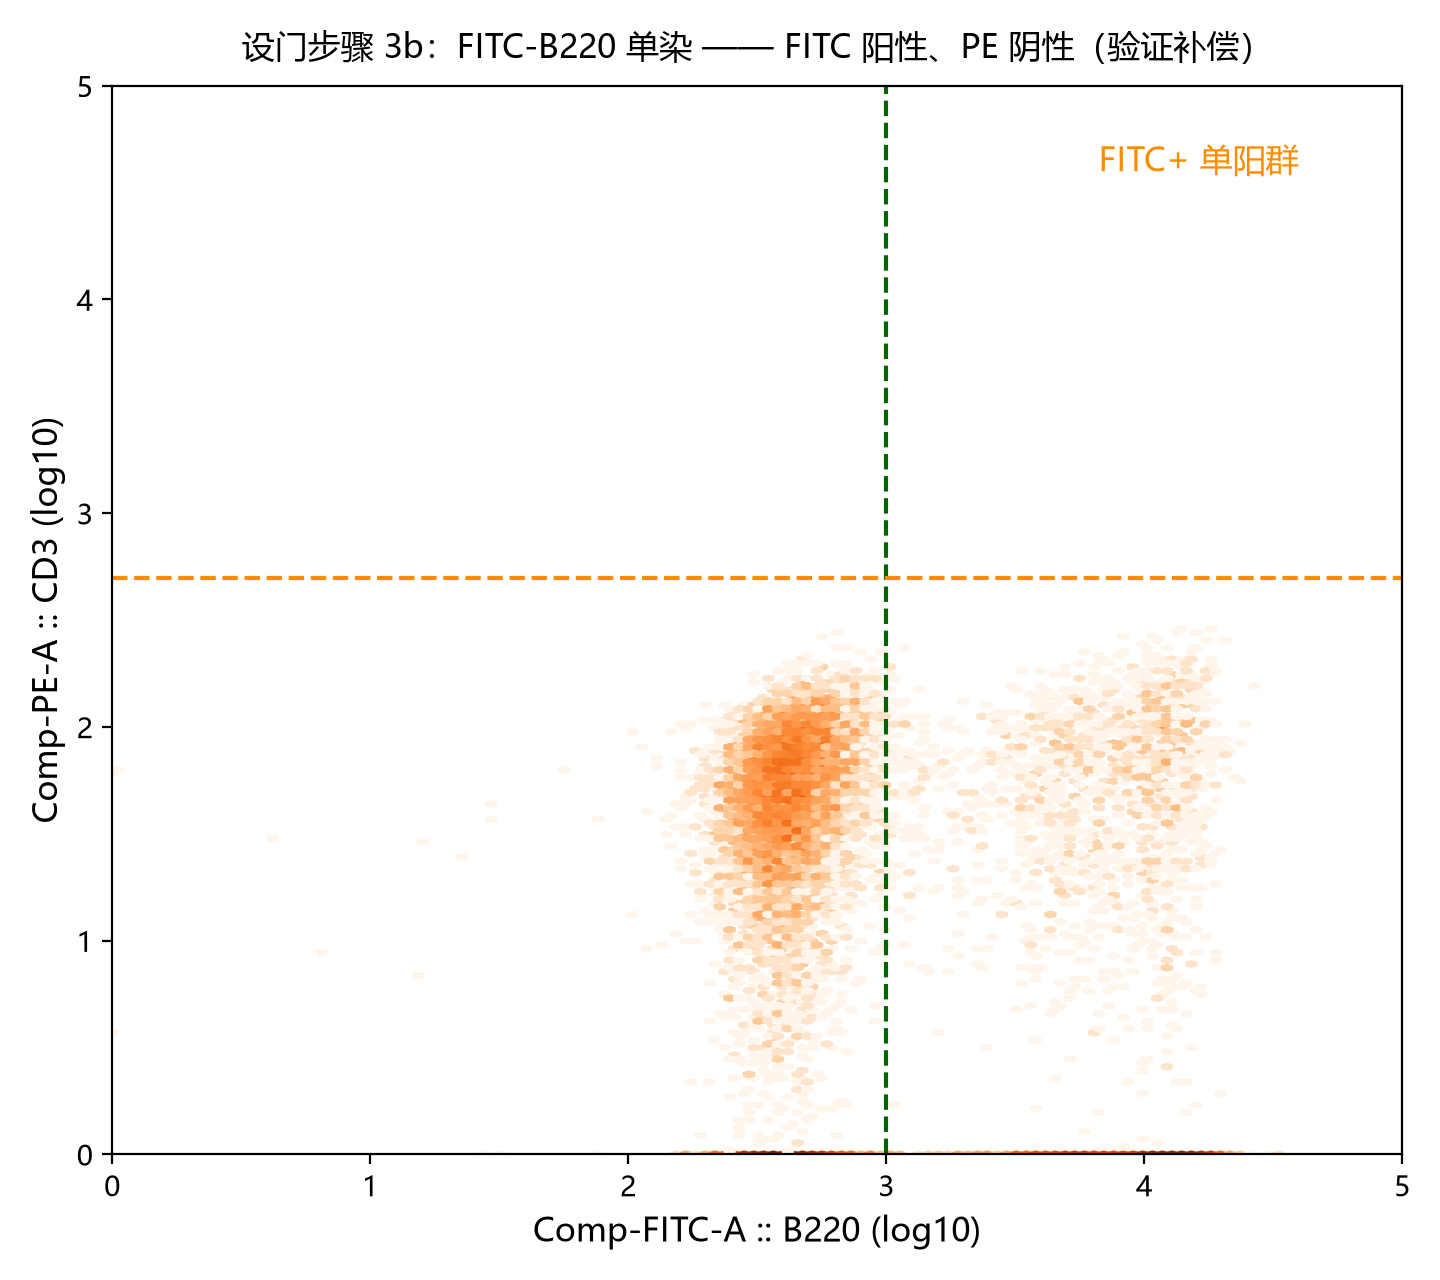 设门步骤 3b：FITC-B220 单染 —— FITC 阳性、PE 阴性（验证补偿）
5
FITC+ 单阳群
4
3
2
1
0
Comp-PE-A :: CD3 (log10)
0 1 2 3 4 5
Comp-FITC-A :: B220 (log10)